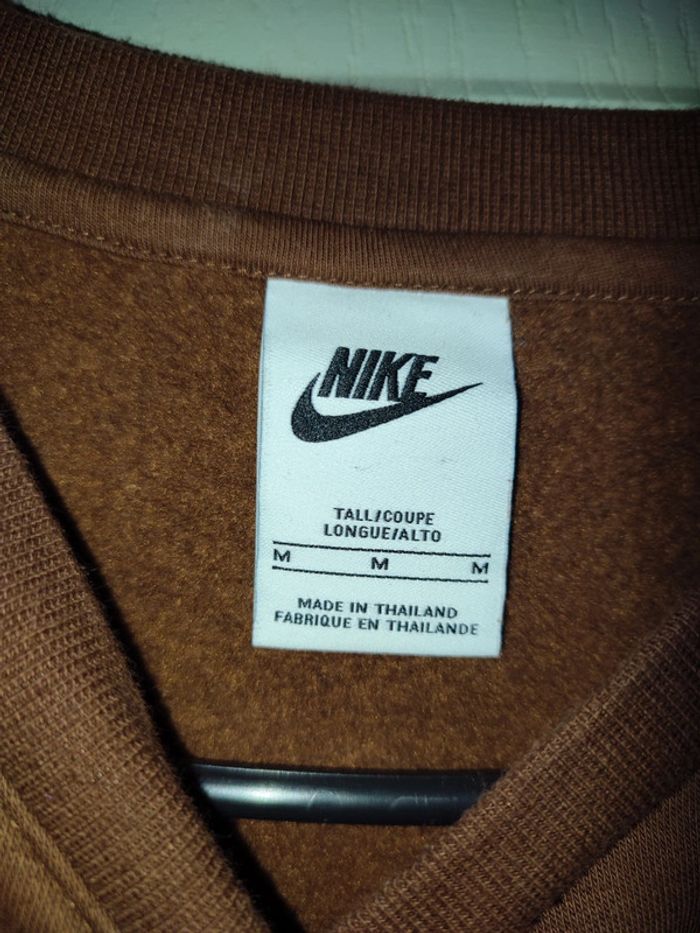 NIKE
TALL/COUPE
LONGUE/ALTO
M M M
MADE IN THAILAND
FABRIQUE EN THAILANDE